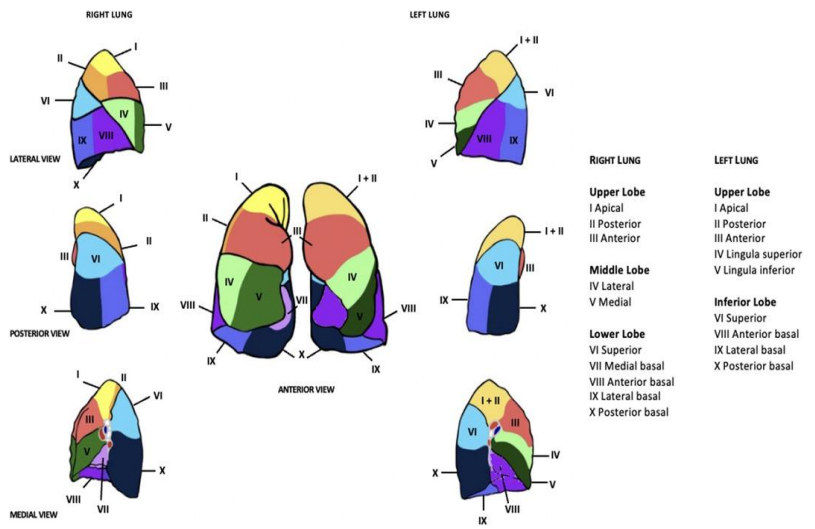 RIGHT LUNG
LEFT LUNG
I
II
III
VI
IV
V
IX
VIII
X
LATERAL VIEW
I + II
III
VI
IV
V
VIII
IX
I
II
III
VI
X
IX
POSTERIOR VIEW
I
I + II
II
III
IV
V
IV
V
VII
VIII
VIII
IX
X
IX
ANTERIOR VIEW
I + II
VI
III
IX
X
I
II
VI
III
V
X
VIII
VII
MEDIAL VIEW
I + II
VI
III
IV
X
V
VIII
IX
RIGHT LUNG
Upper Lobe
I Apical
II Posterior
III Anterior
Middle Lobe
IV Lateral
V Medial
Lower Lobe
VI Superior
VII Medial basal
VIII Anterior basal
IX Lateral basal
X Posterior basal
LEFT LUNG
Upper Lobe
I Apical
II Posterior
III Anterior
IV Lingula superior
V Lingula inferior
Inferior Lobe
VI Superior
VIII Anterior basal
IX Lateral basal
X Posterior basal